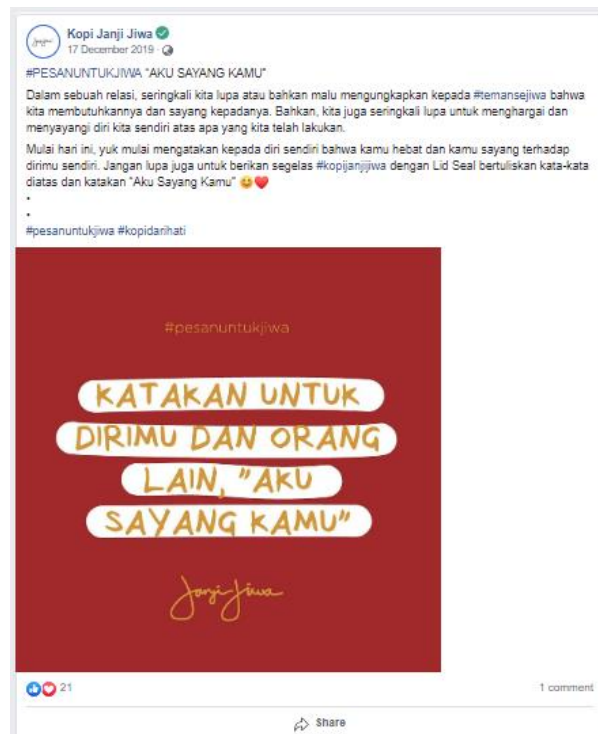 Kopi Janji Jiwa
17 December 2019 ·
#PESANUNTUKJIWA "AKU SAYANG KAMU"
Dalam sebuah relasi, seringkali kita lupa atau bahkan malu mengungkapkan kepada #temansejiwa bahwa
kita membutuhkannya dan sayang kepadanya. Bahkan, kita juga seringkali lupa untuk menghargai dan
menyayangi diri kita sendiri atas apa yang kita telah lakukan.
Mulai hari ini, yuk mulai mengatakan kepada diri sendiri bahwa kamu hebat dan kamu sayang terhadap
dirimu sendiri. Jangan lupa juga untuk berikan segelas #kopijanjijiwa dengan Lid Seal bertuliskan kata-kata
diatas dan katakan "Aku Sayang Kamu" 😆❤️
•
•
#pesanuntukjiwa #kopidarihati
#pesanuntukjiwa
KATAKAN UNTUK
DIRIMU DAN ORANG
LAIN, "AKU
SAYANG KAMU"
Janji Jiwa
21
1 comment
Share